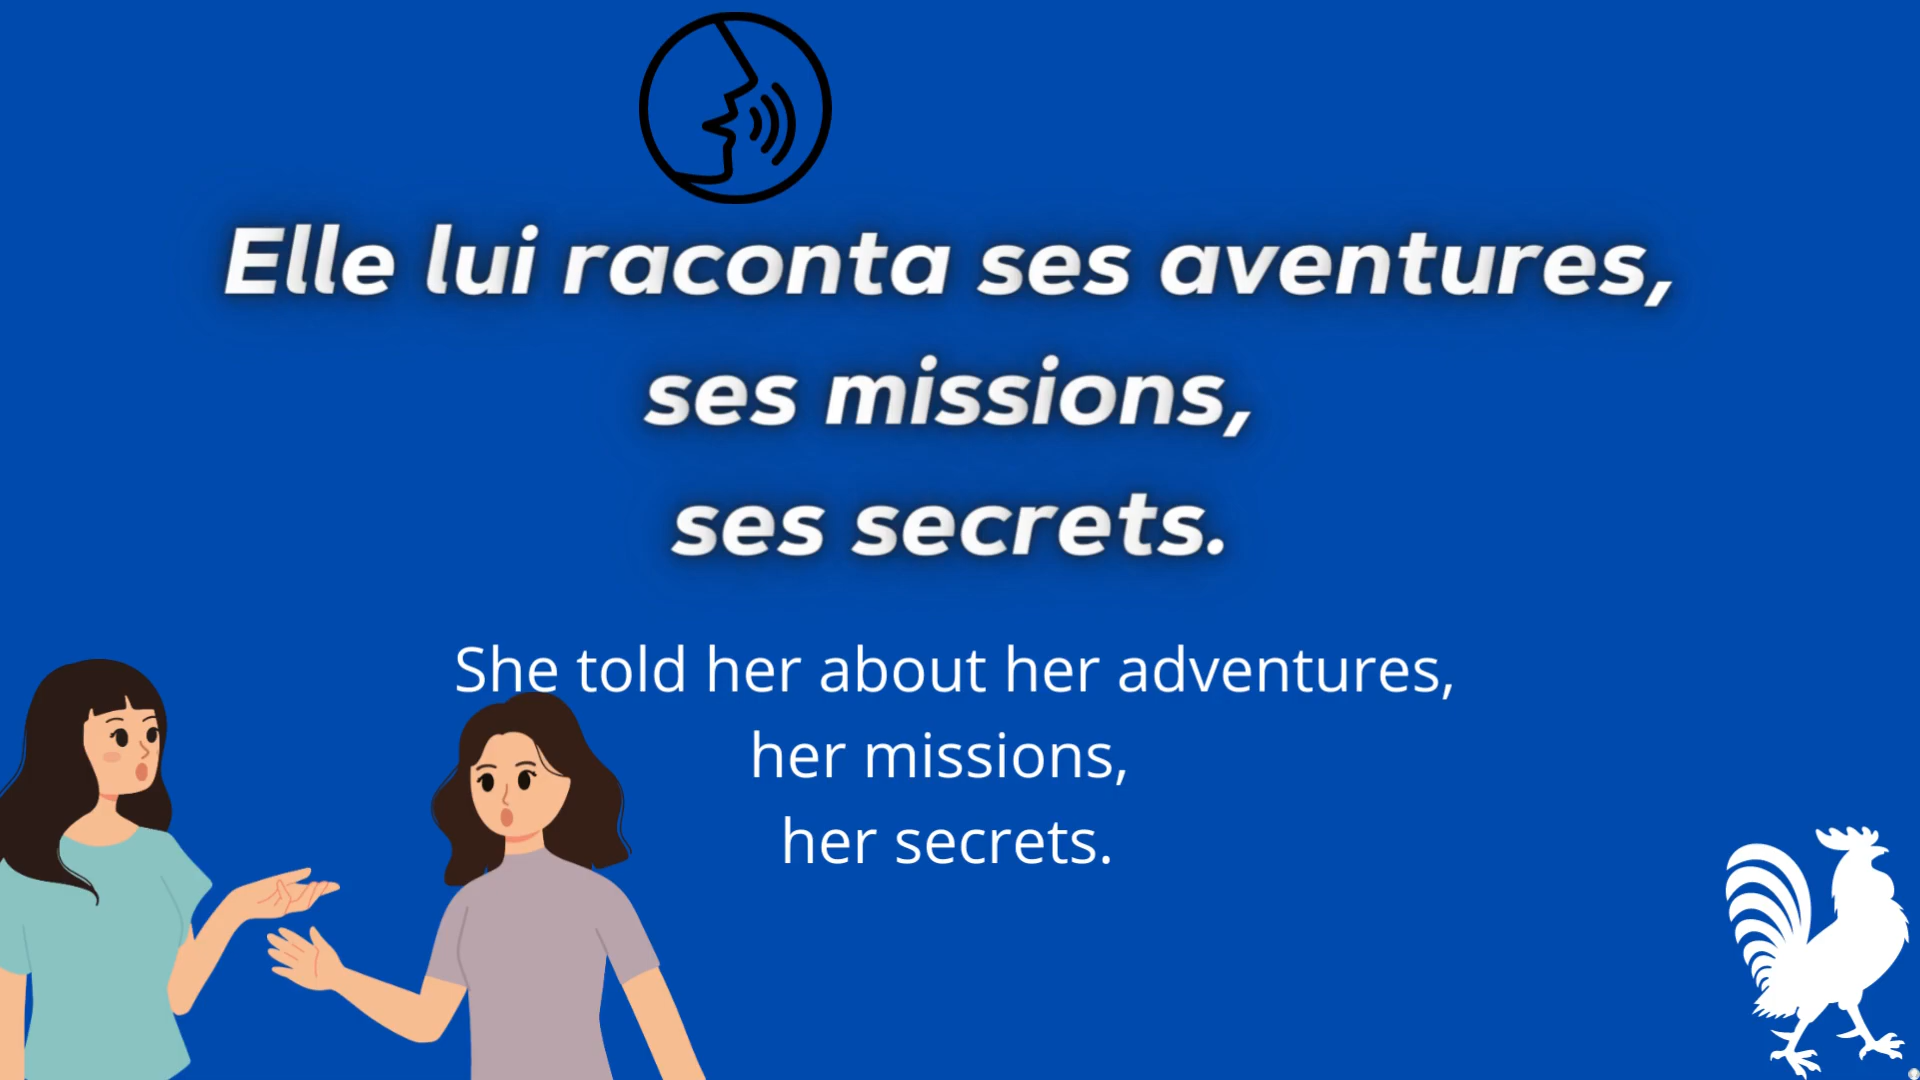 Elle lui raconta ses aventures,
ses missions,
ses secrets.
She told her about her adventures,
her missions,
her secrets.